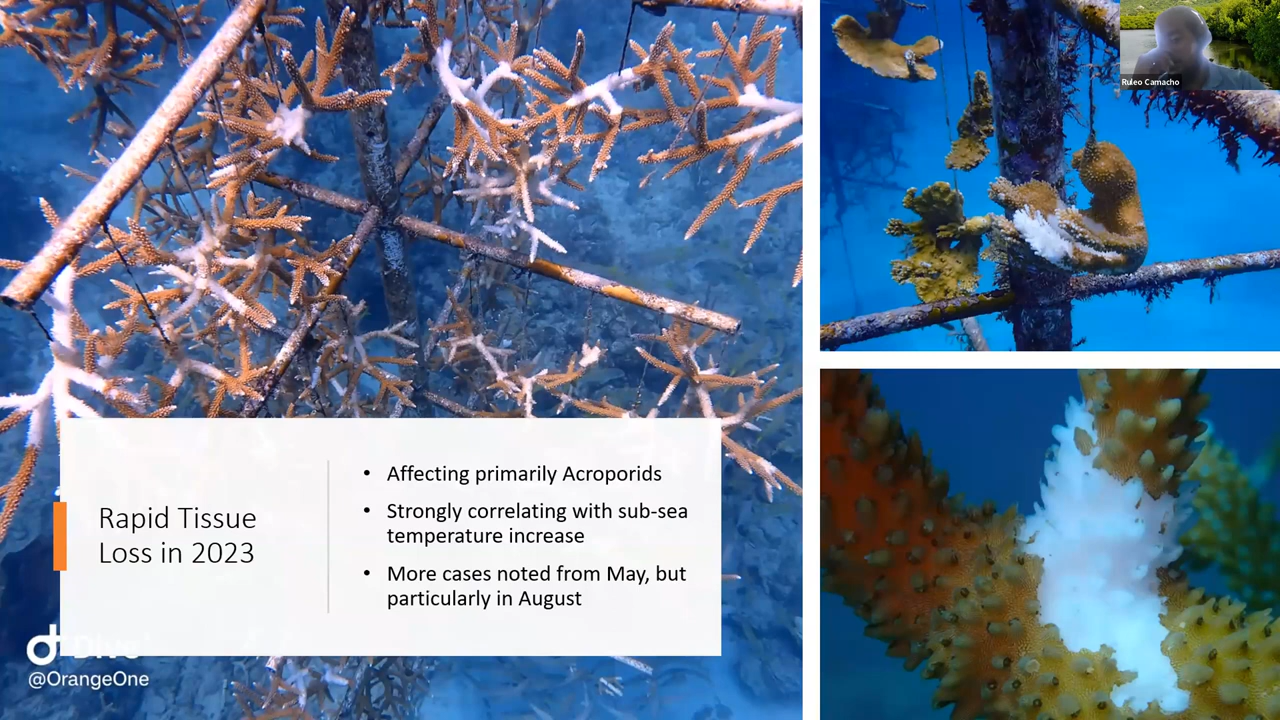 Ruleo Camacho
Rapid Tissue
Loss in 2023
• Affecting primarily Acroporids
• Strongly correlating with sub-sea
temperature increase
• More cases noted from May, but
particularly in August
Dive
@OrangeOne